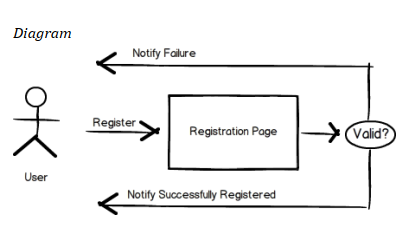 Diagram
Notify Failure
Register
Registration Page
Valid?
User
Notify Successfully Registered